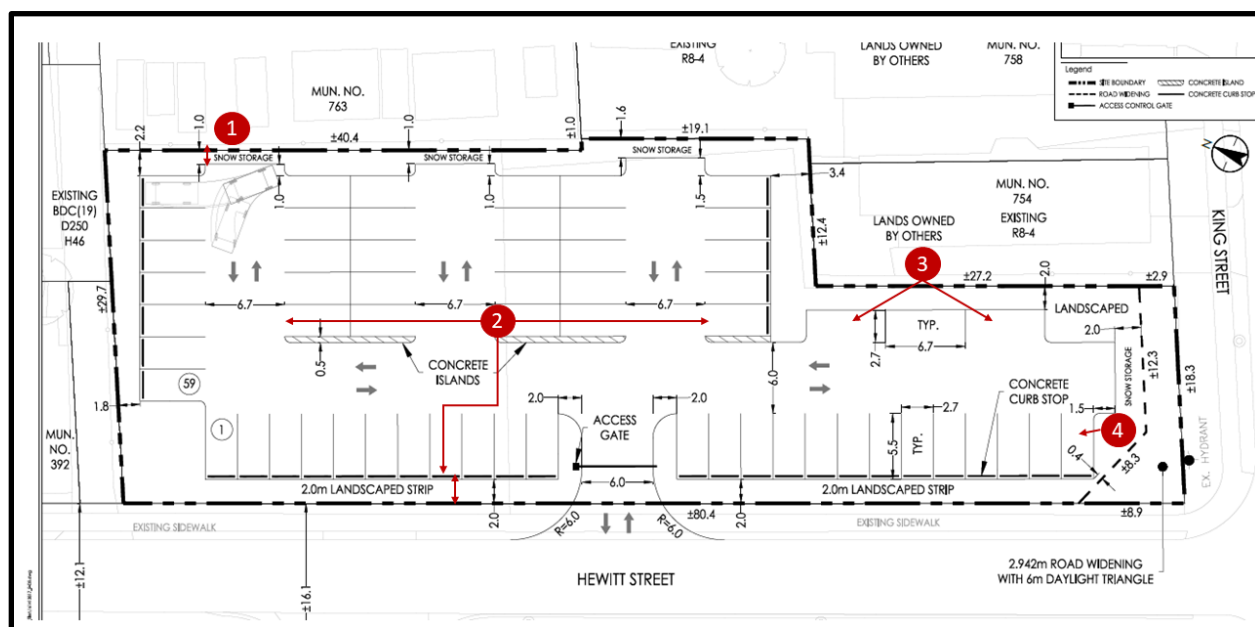 EXISTING
R8-4
LANDS OWNED
BY OTHERS
MUN. NO.
758
Legend
SITE BOUNDARY
CONCRETE ISLAND
ROAD WIDENING
CONCRETE CURB STOP
ACCESS CONTROL GATE
MUN. NO.
763
2.2
1.0
1
±40.4
1.0
±1.0
1.6
±19.1
SNOW STORAGE
SNOW STORAGE
SNOW STORAGE
N
EXISTING
BDC(19)
D250
H46
1.0
1.0
1.5
3.4
MUN. NO.
754
EXISTING
R8-4
LANDS OWNED
BY OTHERS
±12.4
KING STREET
3
±27.2
2.0
±2.9
±29.7
6.7
6.7
6.7
LANDSCAPED
2
TYP.
6.7
2.7
2.0
0.5
CONCRETE
ISLANDS
6.0
SNOW STORAGE
±12.3
±18.3
59
1.8
1
2.0
2.0
ACCESS
GATE
2.7
CONCRETE
CURB STOP
1.5
4
MUN.
NO.
392
5.5
TYP.
0.4
±8.3
EX. HYDRANT
2.0m LANDSCAPED STRIP
6.0
2.0m LANDSCAPED STRIP
2.0
±80.4
2.0
±8.9
EXISTING SIDEWALK
R=6.0
R=6.0
EXISTING SIDEWALK
±12.1
±16.1
HEWITT STREET
2.942m ROAD WIDENING
WITH 6m DAYLIGHT TRIANGLE